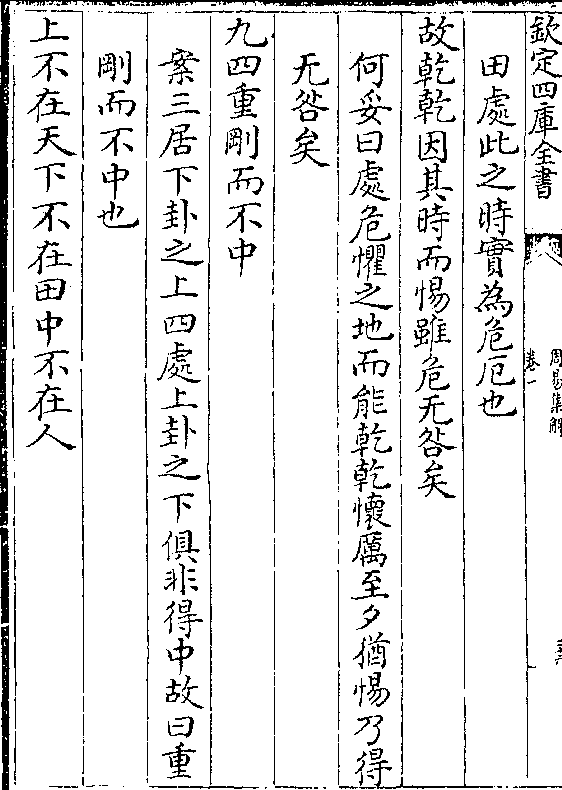 欽定四庫全書
周易集解
卷一
田處此之時實為危厄也
故乾乾因其時而惕雖危无咎矣
何妥曰處危懼之地而能乾乾懷厲至夕猶惕乃得
无咎矣
九四重剛而不中
案三居下卦之上四處上卦之下俱非得中故曰重
剛而不中也
上不在天下不在田中不在人